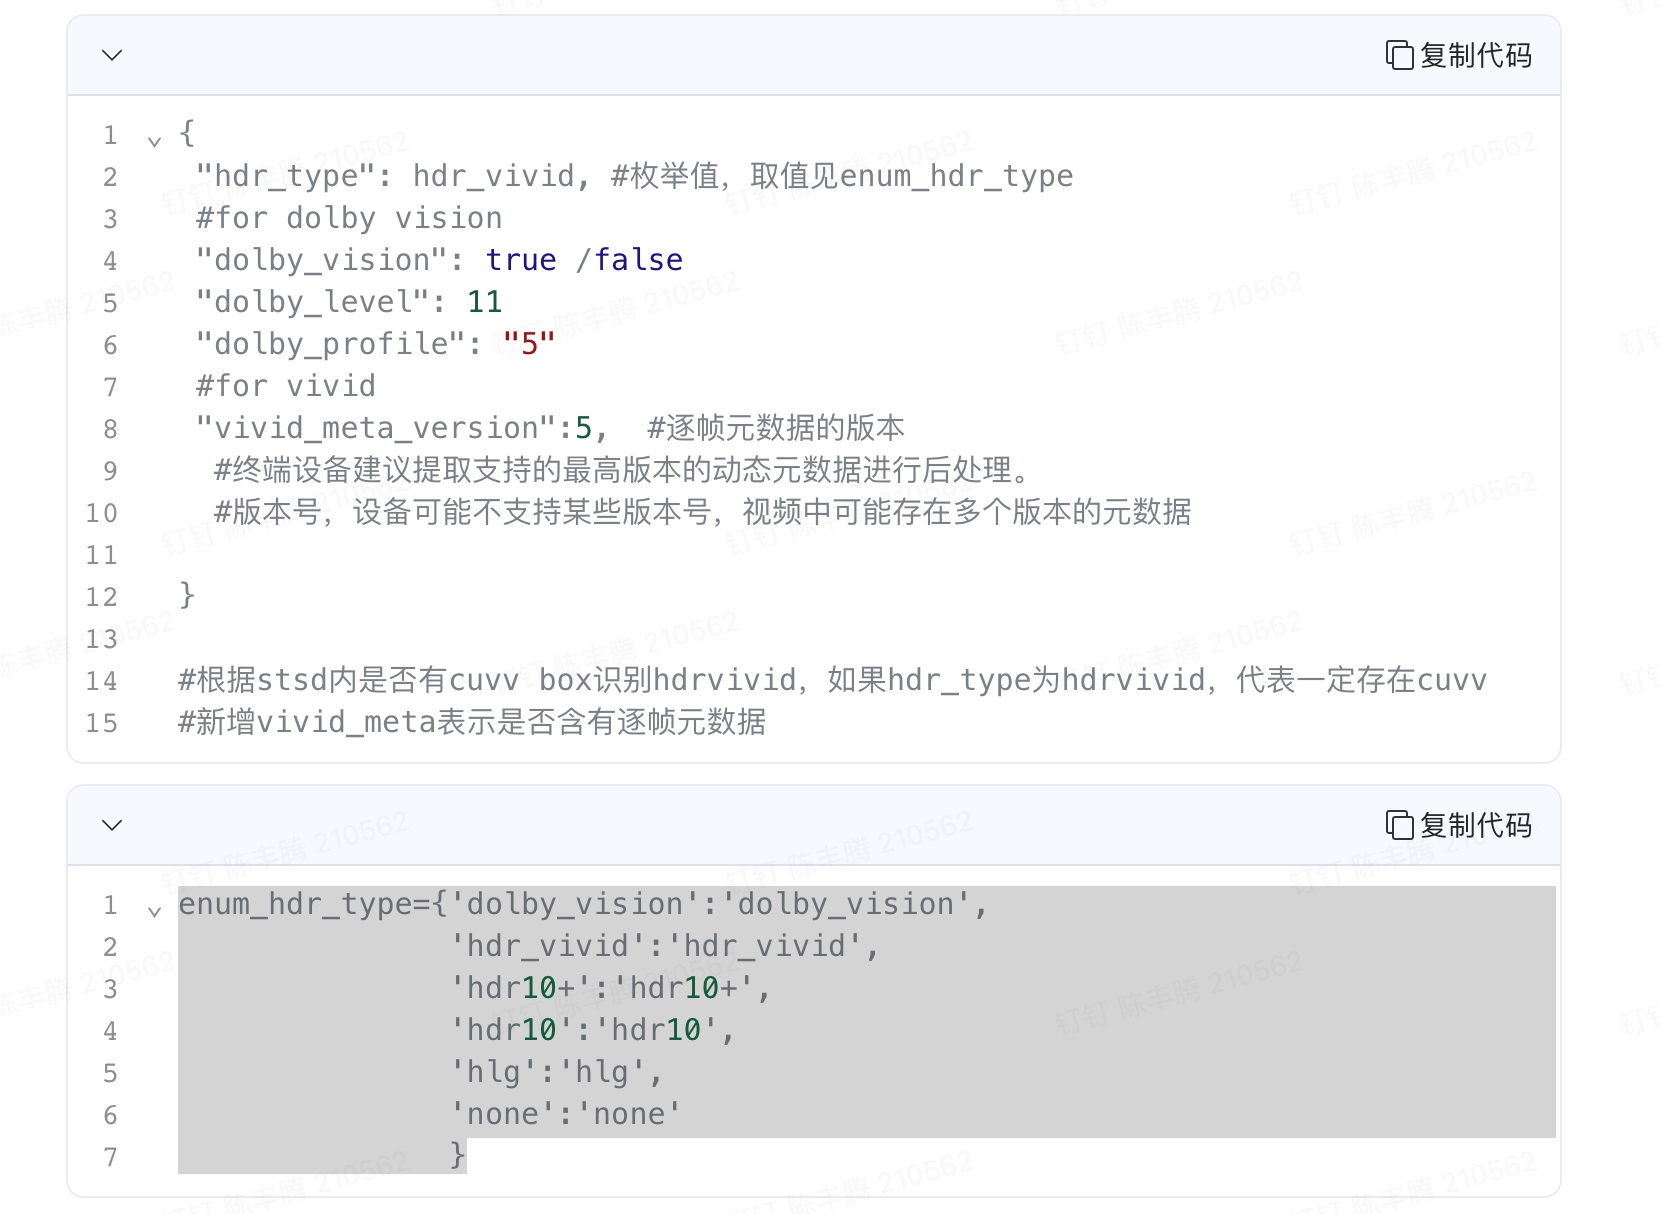 复制代码
1 {
2 "hdr_type": hdr_vivid, #枚举值，取值见enum_hdr_type
3 #for dolby vision
4 "dolby_vision": true /false
5 "dolby_level": 11
6 "dolby_profile": "5"
7 #for vivid
8 "vivid_meta_version":5,  #逐帧元数据的版本
9 #终端设备建议提取支持的最高版本的动态元数据进行后处理。
10 #版本号，设备可能不支持某些版本号，视频中可能存在多个版本的元数据
11
12 }
13
14 #根据stsd内是否有cuvv box识别hdrvivid，如果hdr_type为hdrvivid，代表一定存在cuvv
15 #新增vivid_meta表示是否含有逐帧元数据
复制代码
1 enum_hdr_type={'dolby_vision':'dolby_vision',
2 'hdr_vivid':'hdr_vivid',
3 'hdr10+':'hdr10+',
4 'hdr10':'hdr10',
5 'hlg':'hlg',
6 'none':'none'
7 }
钉钉 陈丰腾 210562